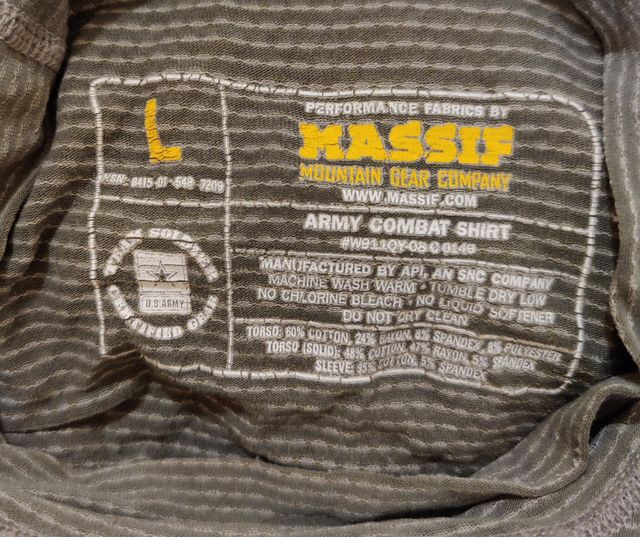 L
NSN- 8415-01-548-7209
TEAM SOLDIER
U.S.ARMY
CERTIFIED GEAR
PERFORMANCE FABRICS BY
MASSIF
MOUNTAIN GEAR COMPANY
WWW.MASSIF.COM
ARMY COMBAT SHIRT
#W911QY-08-C-0149
MANUFACTURED BY API, AN SNC COMPANY
MACHINE WASH WARM · TUMBLE DRY LOW
NO CHLORINE BLEACH · NO LIQUID SOFTENER
DO NOT DRY CLEAN
TORSO: 60% COTTON, 24% RAYON, 8% SPANDEX, 8% POLYESTER
TORSO (SOLID): 48% COTTON, 47% RAYON, 5% SPANDEX
SLEEVE: 95% COTTON, 5% SPANDEX